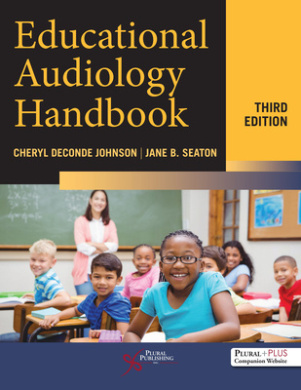 Educational
Audiology
Handbook
THIRD
EDITION
CHERYL DECONDE JOHNSON | JANE B. SEATON
PLURAL
PUBLISHING
PLURAL+PLUS
Companion Website